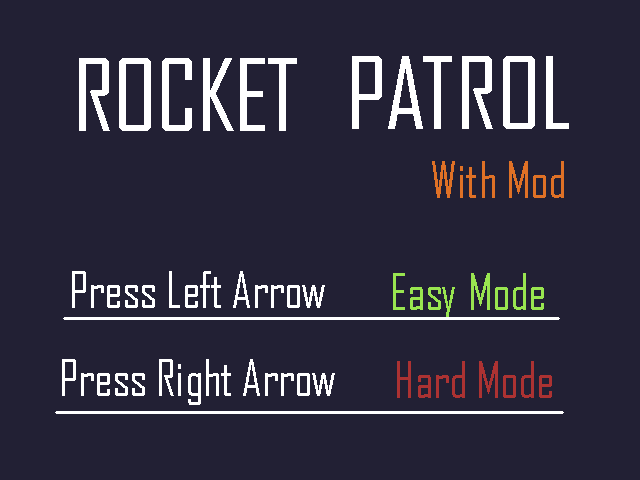 ROCKET PATROL
With Mod
Press Left Arrow Easy Mode
Press Right Arrow Hard Mode